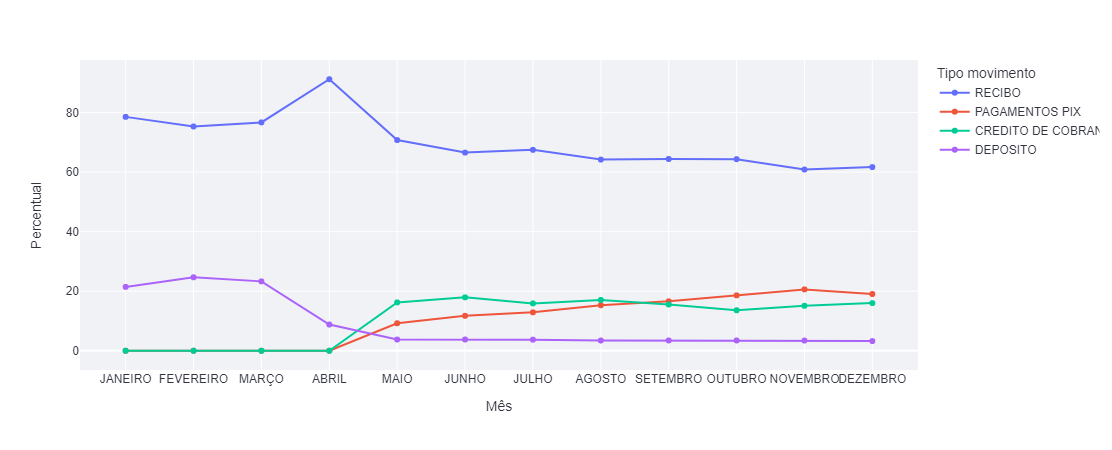 Tipo movimento
RECIBO
PAGAMENTOS PIX
CREDITO DE COBRAN
DEPOSITO
Percentual
80
60
40
20
0
JANEIRO FEVEREIRO MARÇO ABRIL MAIO JUNHO JULHO AGOSTO SETEMBRO OUTUBRO NOVEMBRO DEZEMBRO
Mês